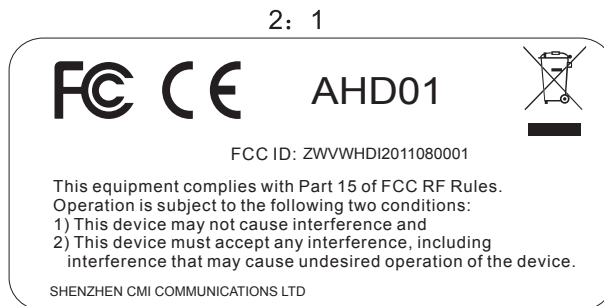 2：1
FC CE AHD01
FCC ID: ZWVWHDI2011080001
This equipment complies with Part 15 of FCC RF Rules.
Operation is subject to the following two conditions:
1) This device may not cause interference and
2) This device must accept any interference, including
interference that may cause undesired operation of the device.
SHENZHEN CMI COMMUNICATIONS LTD